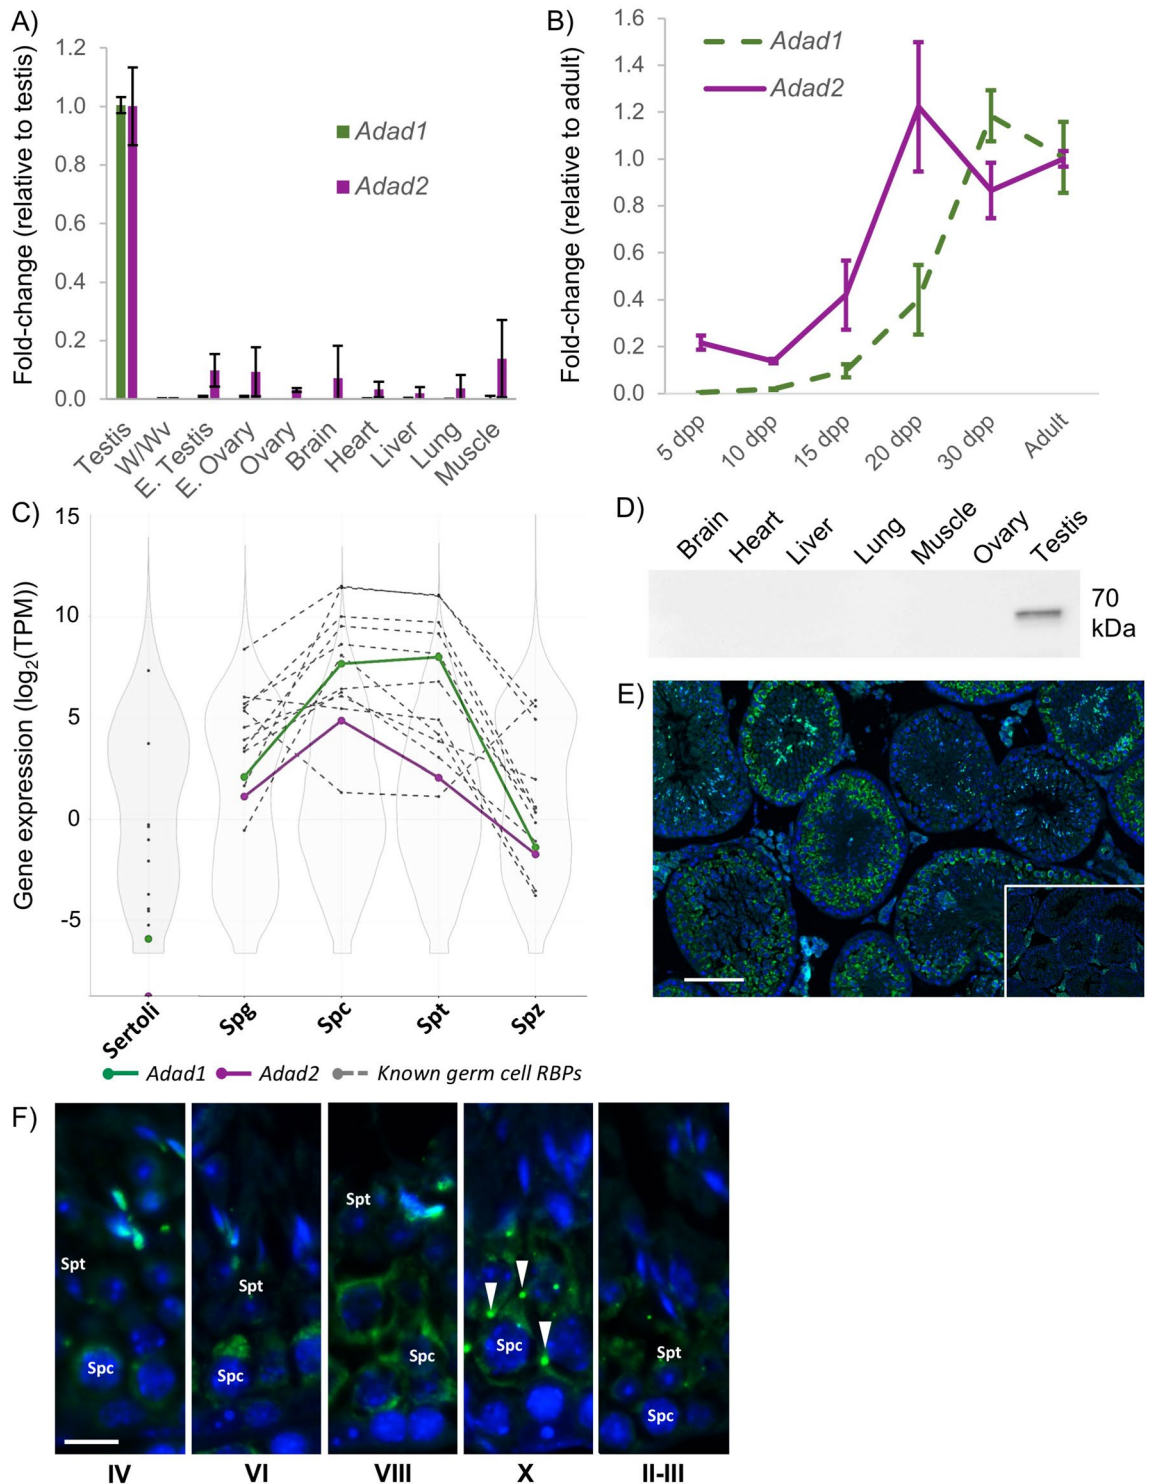 A)
Fold-change (relative to testis)
1.2
1.0
0.8
0.6
0.4
0.2
0.0
Adad1
Adad2
Testis
W/Wv
E. Testis
E. Ovary
Ovary
Brain
Heart
Liver
Lung
Muscle
B)
Fold-change (relative to adult)
1.6
1.4
1.2
1.0
0.8
0.6
0.4
0.2
0.0
Adad1
Adad2
5 dpp
10 dpp
15 dpp
20 dpp
30 dpp
Adult
C)
Gene expression (log2(TPM))
15
10
5
0
-5
Sertoli
Spg
Spc
Spt
Spz
Adad1
Adad2
Known germ cell RBPs
D)
Brain
Heart
Liver
Lung
Muscle
Ovary
Testis
70
kDa
E)
F)
Spt
Spc
IV
Spt
Spc
VI
Spt
Spc
VIII
Spc
X
Spt
Spc
II-III